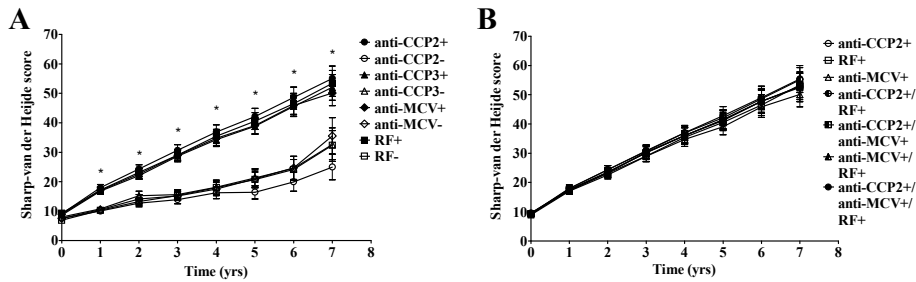 A
Sharp-van der Heijde score
70
60
50
40
30
20
10
0
* * * * * * *
0 1 2 3 4 5 6 7 8
Time (yrs)
anti-CCP2+
anti-CCP2-
anti-CCP3+
anti-CCP3-
anti-MCV+
anti-MCV-
RF+
RF-
B
Sharp-van der Heijde score
70
60
50
40
30
20
10
0
0 1 2 3 4 5 6 7 8
Time (yrs)
anti-CCP2+
RF+
anti-MCV+
anti-CCP2+/
RF+
anti-CCP2+/
anti-MCV+
anti-MCV+/
RF+
anti-CCP2+/
anti-MCV+/
RF+